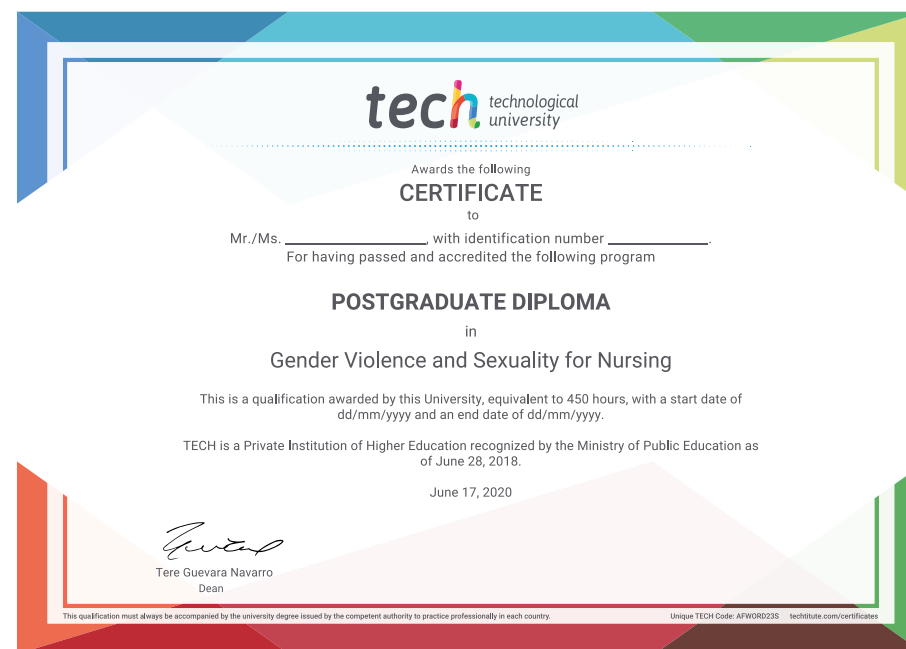 tech technological
university
Awards the following
CERTIFICATE
to
Mr./Ms. ____________________, with identification number ______________.
For having passed and accredited the following program
POSTGRADUATE DIPLOMA
in
Gender Violence and Sexuality for Nursing
This is a qualification awarded by this University, equivalent to 450 hours, with a start date of
dd/mm/yyyy and an end date of dd/mm/yyyy.
TECH is a Private Institution of Higher Education recognized by the Ministry of Public Education as
of June 28, 2018.
June 17, 2020
Tere Guevara Navarro
Dean
This qualification must always be accompanied by the university degree issued by the competent authority to practice professionally in each country. Unique TECH Code: AFWORD23S techtitute.com/certificates